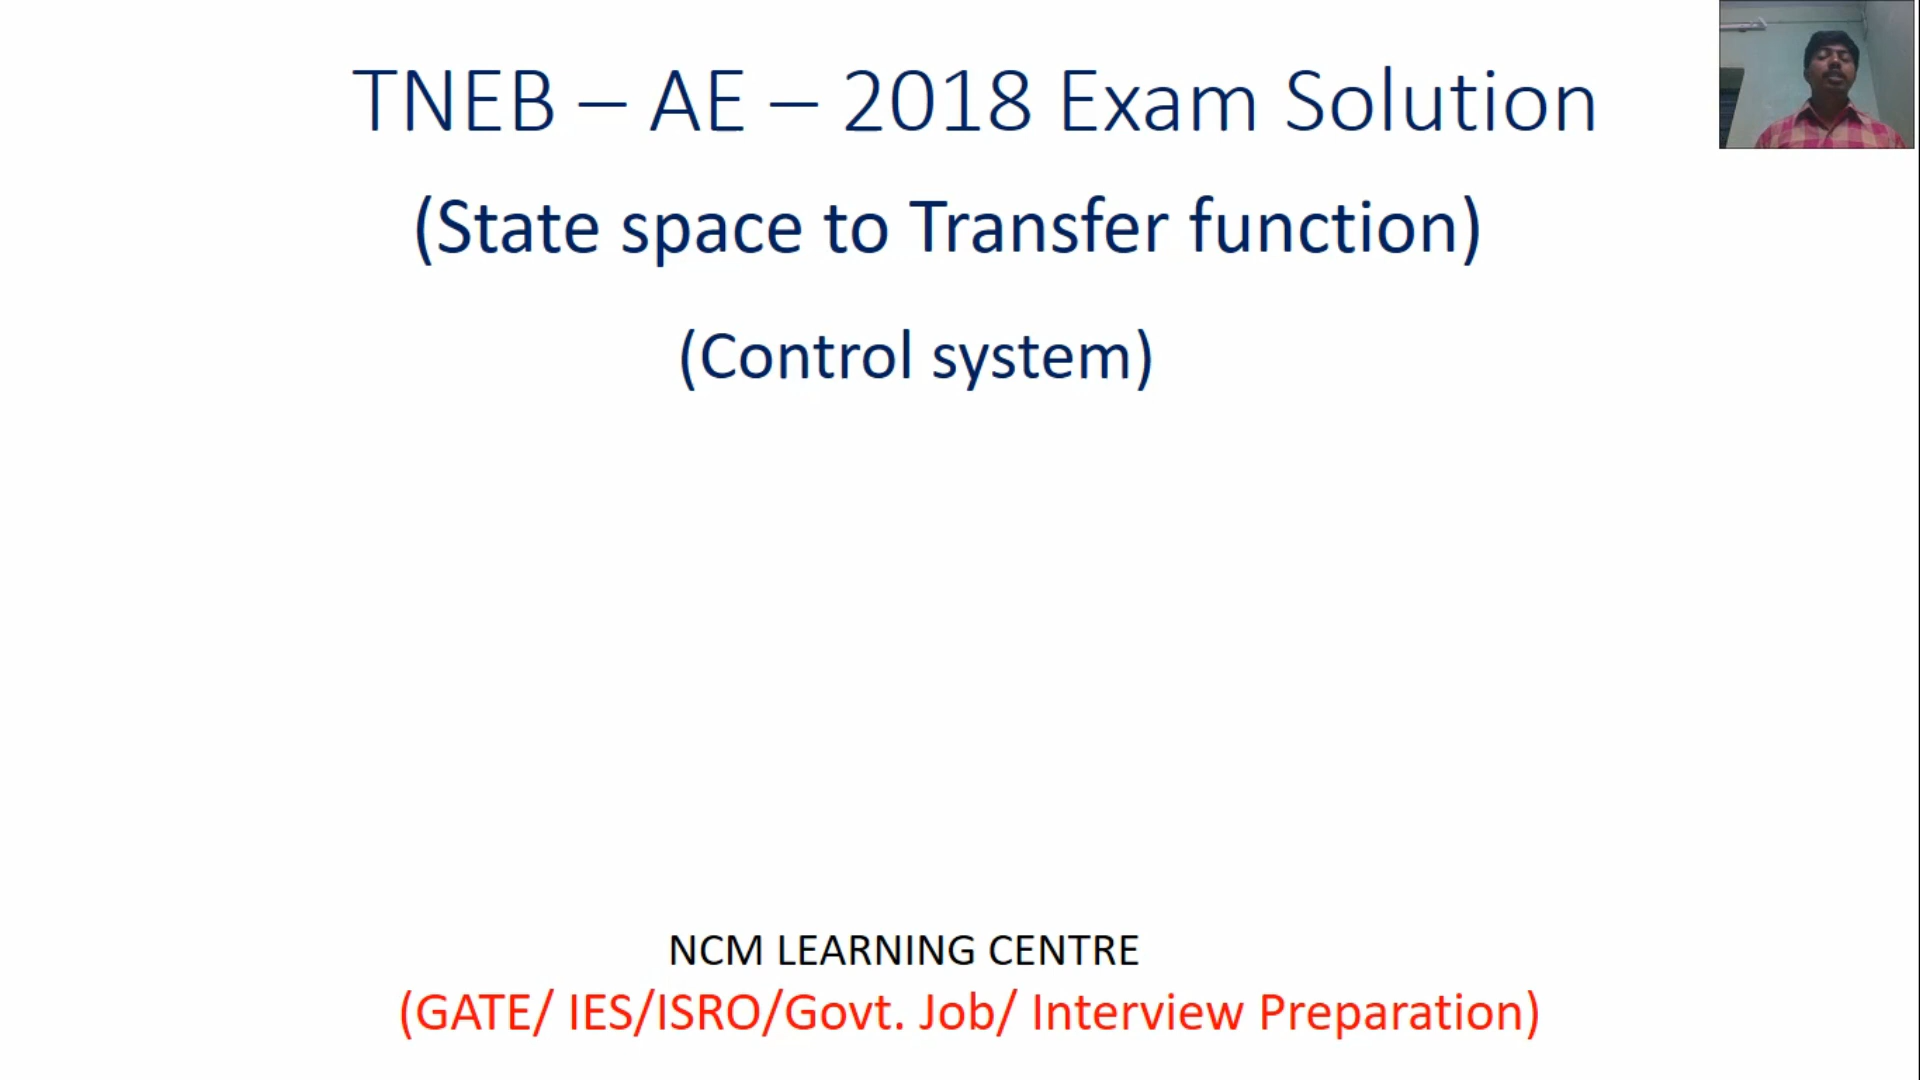 TNEB – AE – 2018 Exam Solution
(State space to Transfer function)
(Control system)
NCM LEARNING CENTRE
(GATE/ IES/ISRO/Govt. Job/ Interview Preparation)